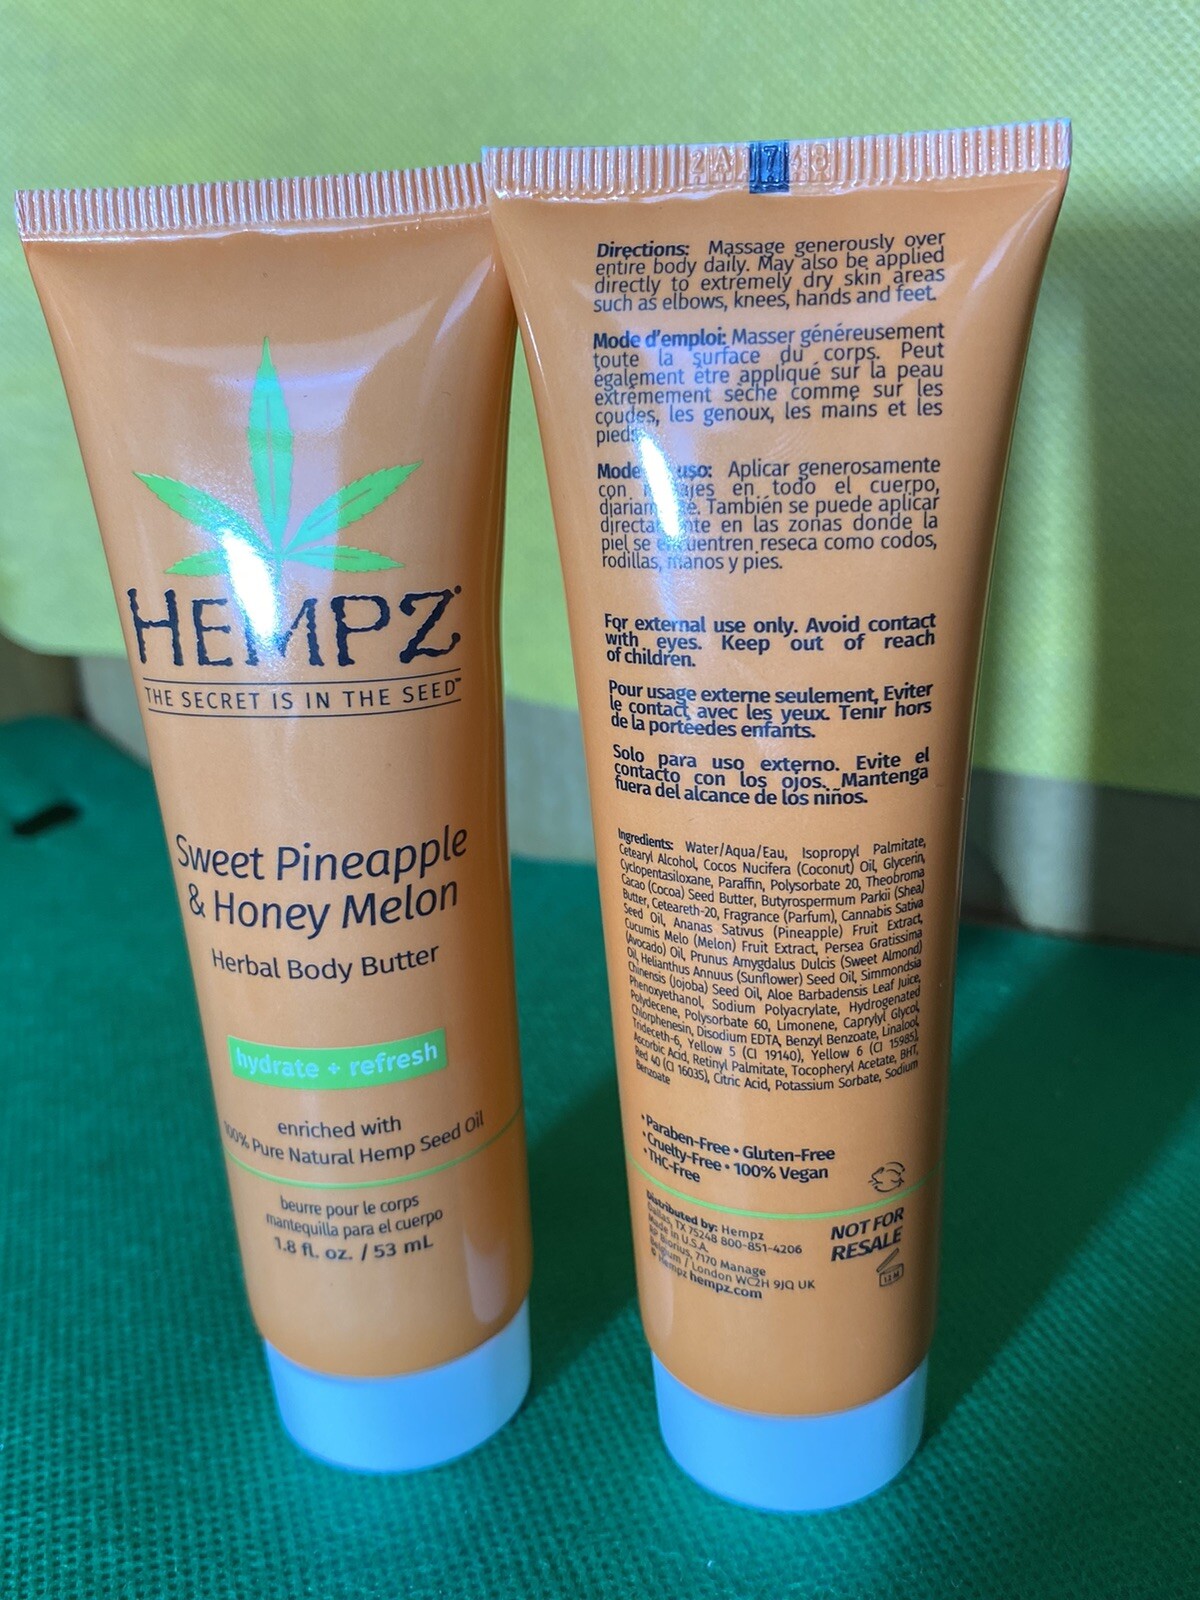 HEMPZ
THE SECRET IS IN THE SEED™
Sweet Pineapple
& Honey Melon
Herbal Body Butter
hydrate + refresh
enriched with
100% Pure Natural Hemp Seed Oil
beurre pour le corps
mantequilla para el cuerpo
1.8 fl. oz. / 53 mL
Directions: Massage generously over
entire body daily. May also be applied
directly to extremely dry skin areas
such as elbows, knees, hands and feet.
Mode d'emploi: Masser généreusement
toute la surface du corps. Peut
également être appliqué sur la peau
extrêmement sèche comme sur les
coudes, les genoux, les mains et les
pieds
Mode uso: Aplicar generosamente
con en todo el cuerpo,
También se puede aplicar
en las zonas donde la
piel se encuentren reseca como codos,
rodillas, manos y pies.
For external use only. Avoid contact
with eyes. Keep out of reach
of children.
Pour usage externe seulement, Eviter
le contact avec les yeux. Tenir hors
de la portéedes enfants.
Solo para uso externo. Evite el
contacto con los ojos. Mantenga
fuera del alcance de los niños.
Ingredients: Water/Aqua/Eau, Isopropyl Palmitate,
Cetearyl Alcohol, Cocos Nucifera (Coconut) Oil, Glycerin,
Cyclopentasiloxane, Paraffin, Polysorbate 20, Theobroma
Cacao (Cocoa) Seed Butter, Butyrospermum Parkii (Shea)
Butter, Ceteareth-20, Fragrance (Parfum), Cannabis Sativa
Seed Oil, Ananas Sativus (Pineapple) Fruit Extract,
Cucumis Melo (Melon) Fruit Extract, Persea Gratissima
(Avocado) Oil, Prunus Amygdalus Dulcis (Sweet Almond)
Oil, Helianthus Annuus (Sunflower) Seed Oil, Simmondsia
Chinensis (Jojoba) Seed Oil, Aloe Barbadensis Leaf Juice,
Phenoxyethanol, Sodium Polyacrylate, Hydrogenated
Polydecene, Polysorbate 60, Limonene, Caprylyl Glycol,
Chlorphenesin, Disodium EDTA, Benzyl Benzoate, Linalool,
Trideceth-6, Yellow 5 (CI 19140), Yellow 6 (CI 15985),
Ascorbic Acid, Retinyl Palmitate, Tocopheryl Acetate, BHT,
Red 40 (CI 16035), Citric Acid, Potassium Sorbate, Sodium
Benzoate
•Paraben-Free • Gluten-Free
•Cruelty-Free • 100% Vegan
•THC-Free
Distributed by: Hempz
Dallas, TX 75248 800-851-4206
Made in U.S.A.
RP Biorius, 7170 Manage
Belgium / London WC2H 9JQ UK
© Hempz hempz.com
NOT FOR
RESALE
12 M